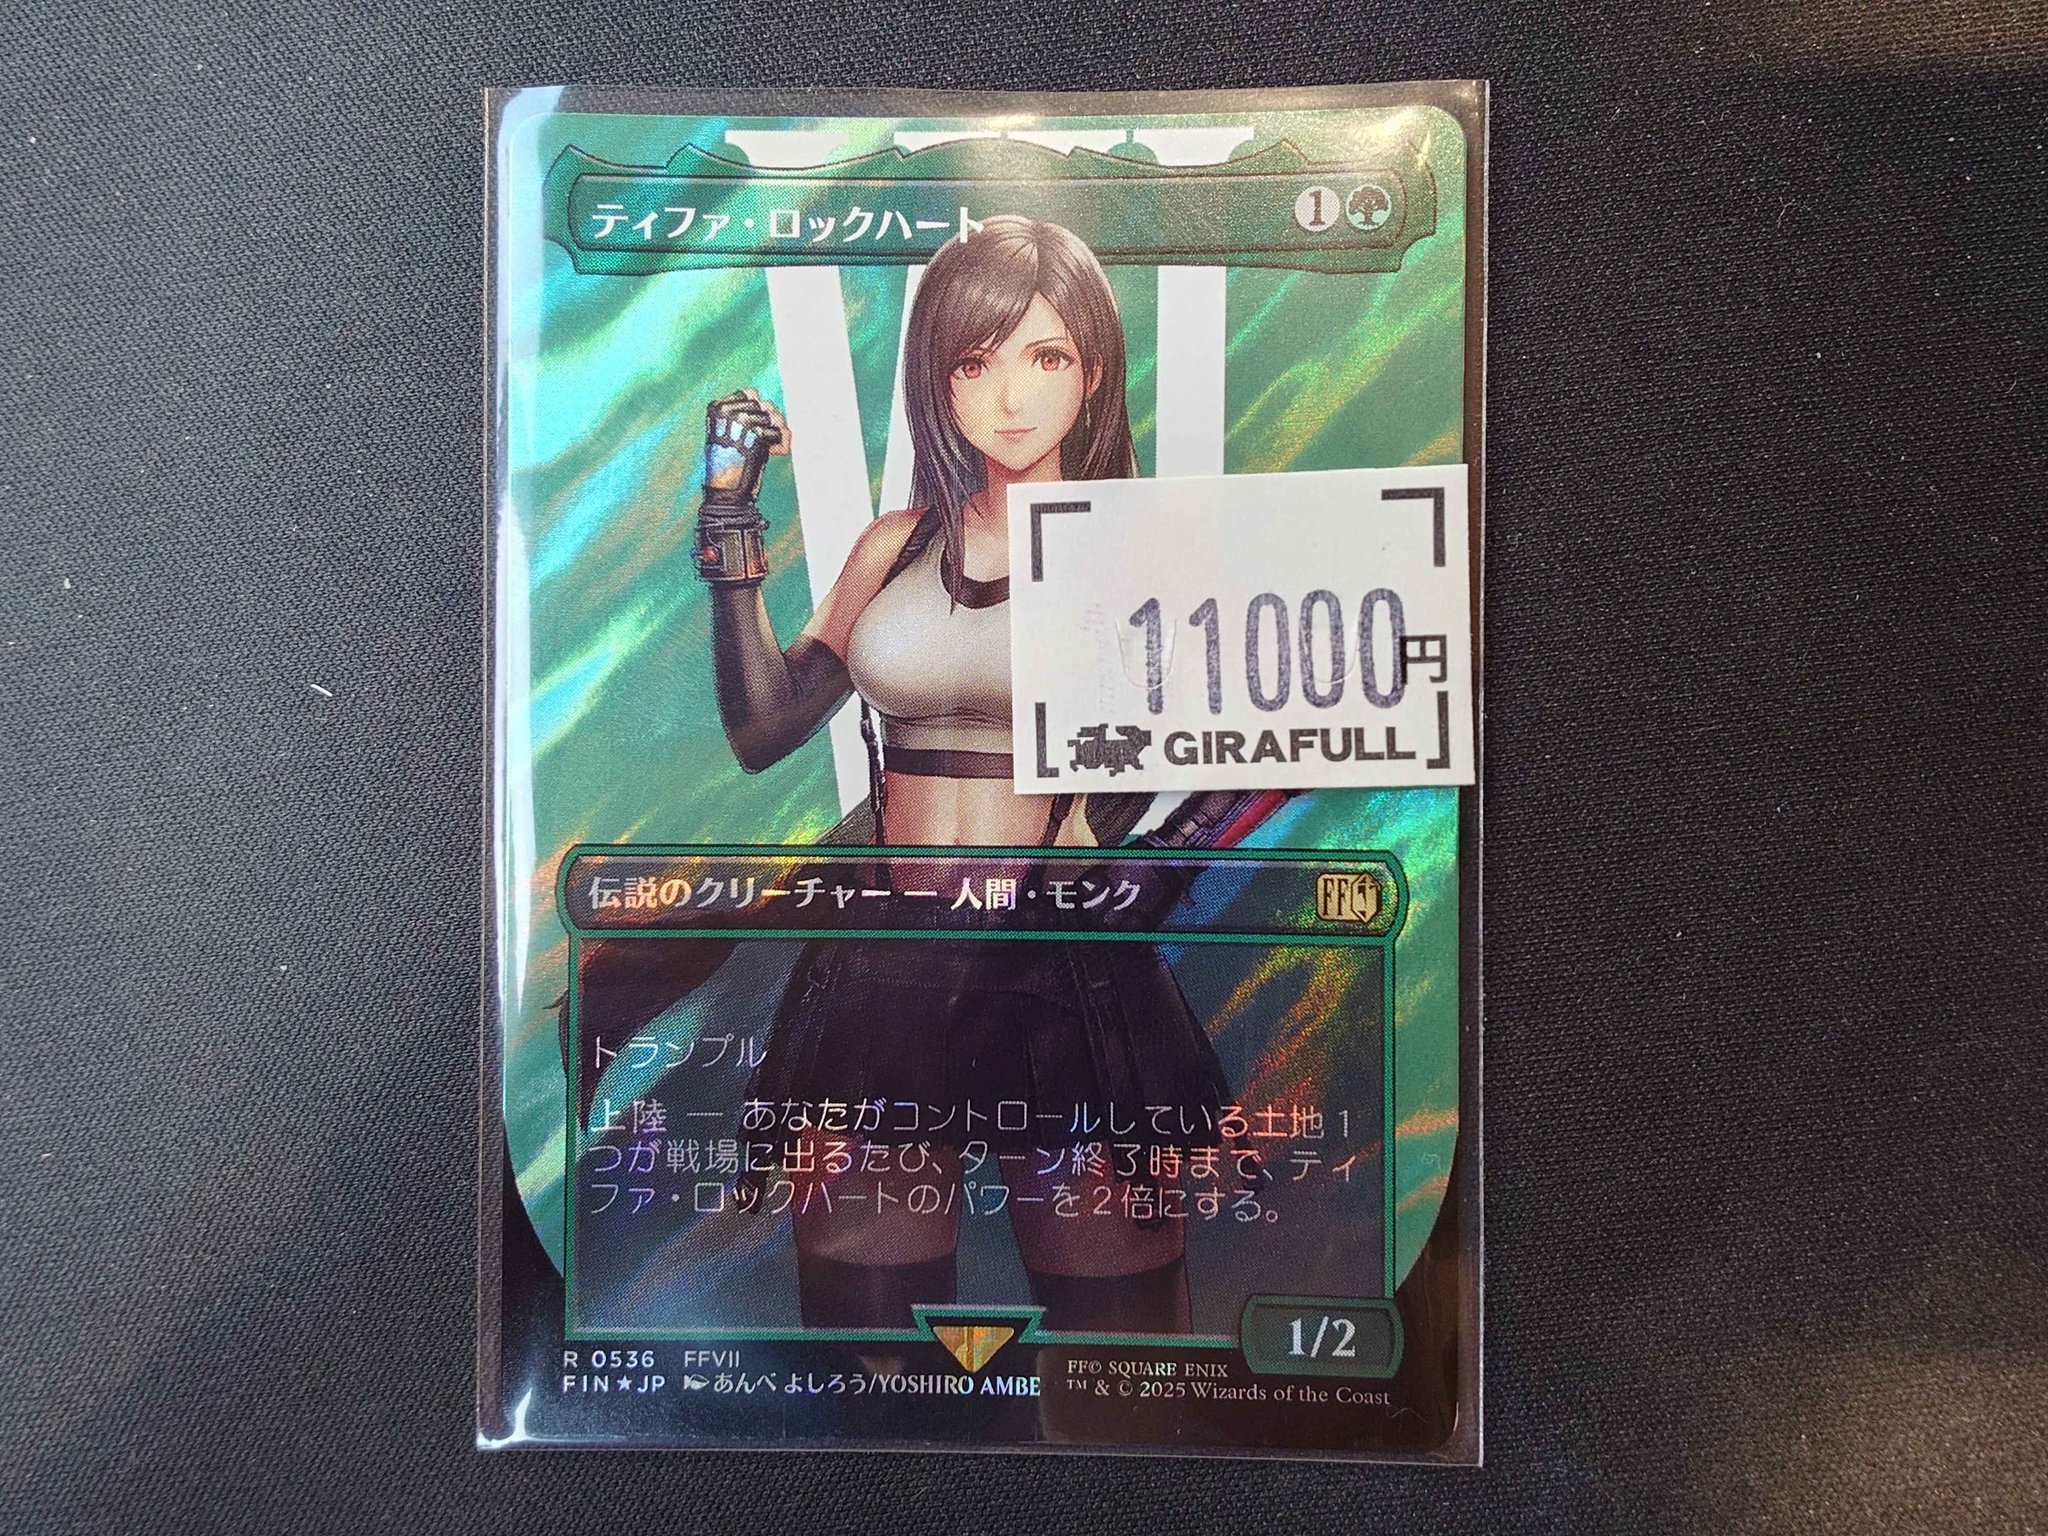 ティファ・ロックハート
1
11000円
GIRAFULL
伝説のクリーチャー ― 人間・モンク
FF
トランプル
上陸 ― あなたがコントロールしている土地１
つが戦場に出るたび、ターン終了時まで、ティ
ファ・ロックハートのパワーを２倍にする。
1/2
R 0536 FFVII
FIN★JP あんべ よしろう/YOSHIRO AMBE
FF© SQUARE ENIX
™ & © 2025 Wizards of the Coast